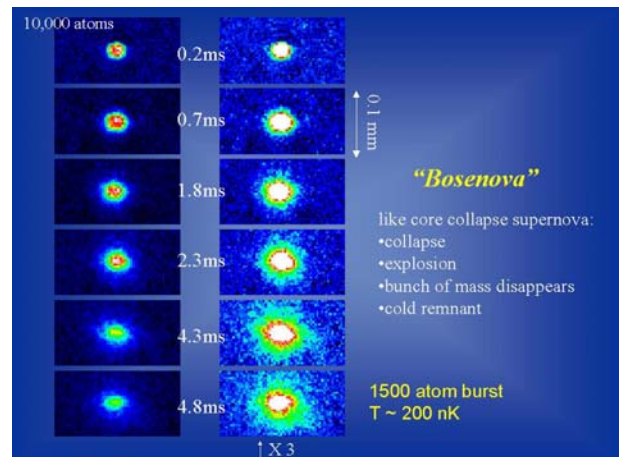 10,000 atoms
0.2ms
0.7ms
0.1 mm
1.8ms
2.3ms
4.3ms
4.8ms
↑ X 3
“Bosenova”
like core collapse supernova:
•collapse
•explosion
•bunch of mass disappears
•cold remnant
1500 atom burst
T ~ 200 nK